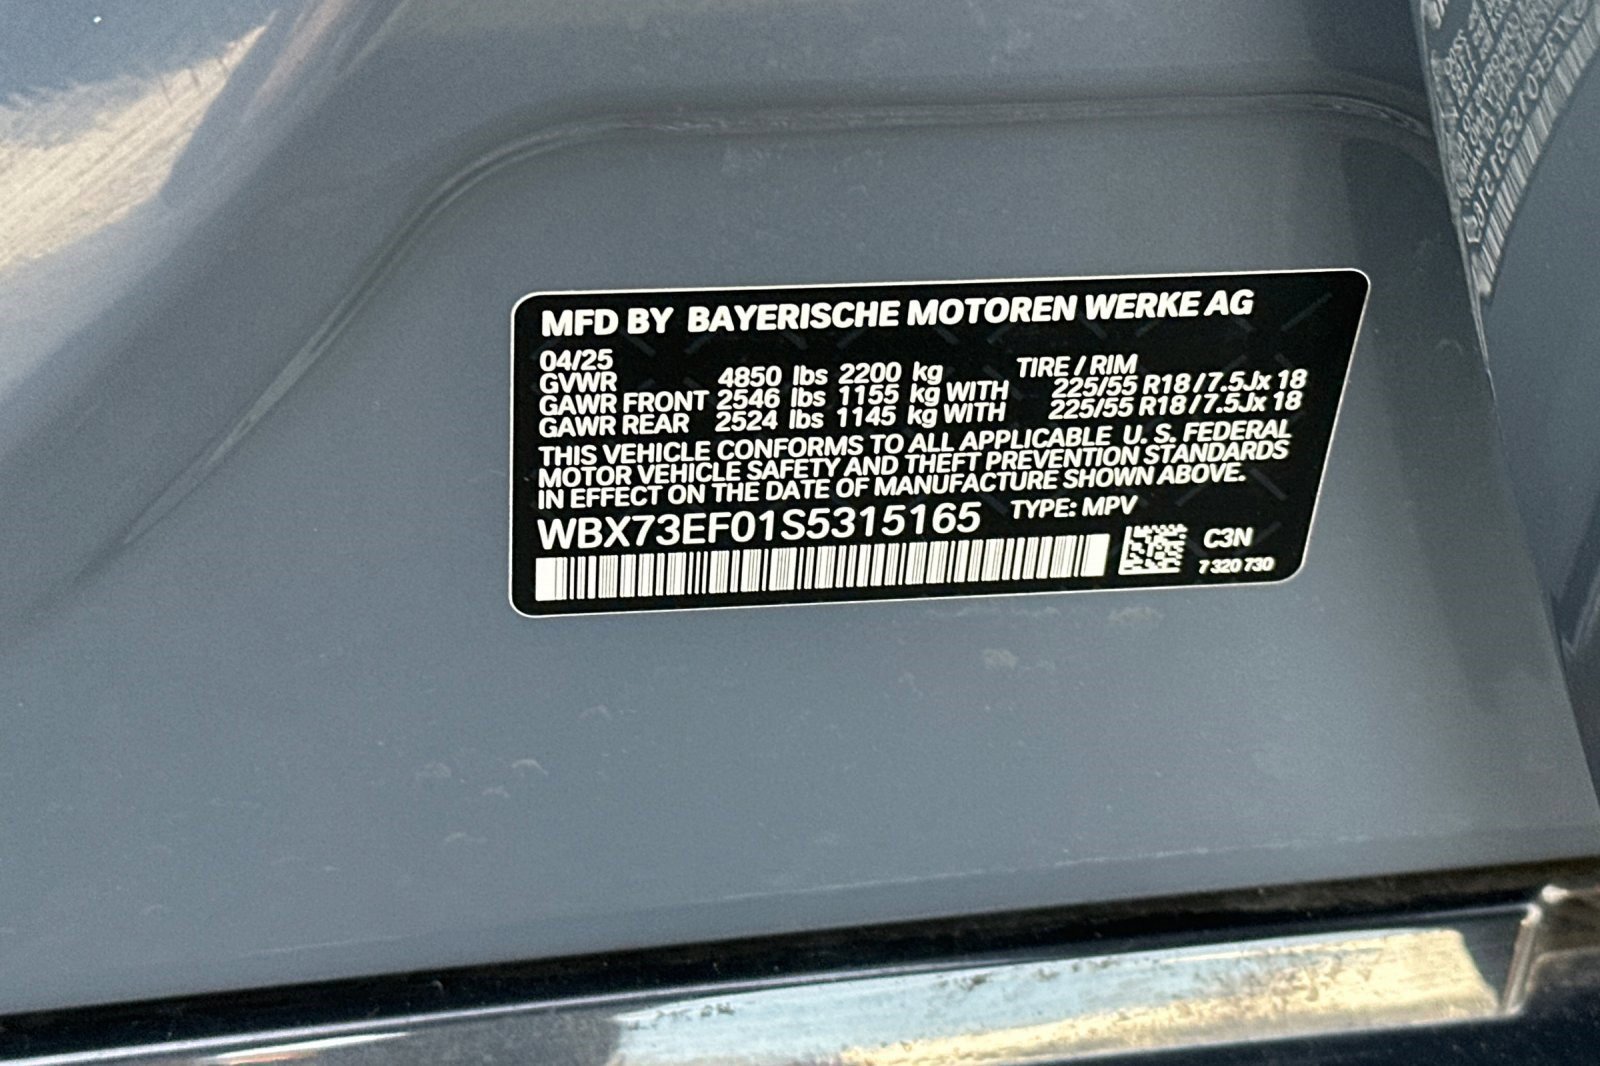 MFD BY BAYERISCHE MOTOREN WERKE AG
04/25
GVWR 4850 lbs 2200 kg TIRE / RIM
GAWR FRONT 2546 lbs 1155 kg WITH 225/55 R18 / 7.5Jx 18
GAWR REAR 2524 lbs 1145 kg WITH 225/55 R18 / 7.5Jx 18
THIS VEHICLE CONFORMS TO ALL APPLICABLE U. S. FEDERAL
MOTOR VEHICLE SAFETY AND THEFT PREVENTION STANDARDS
IN EFFECT ON THE DATE OF MANUFACTURE SHOWN ABOVE.
WBX73EF01S5315165 TYPE: MPV
C3N
7 320 730